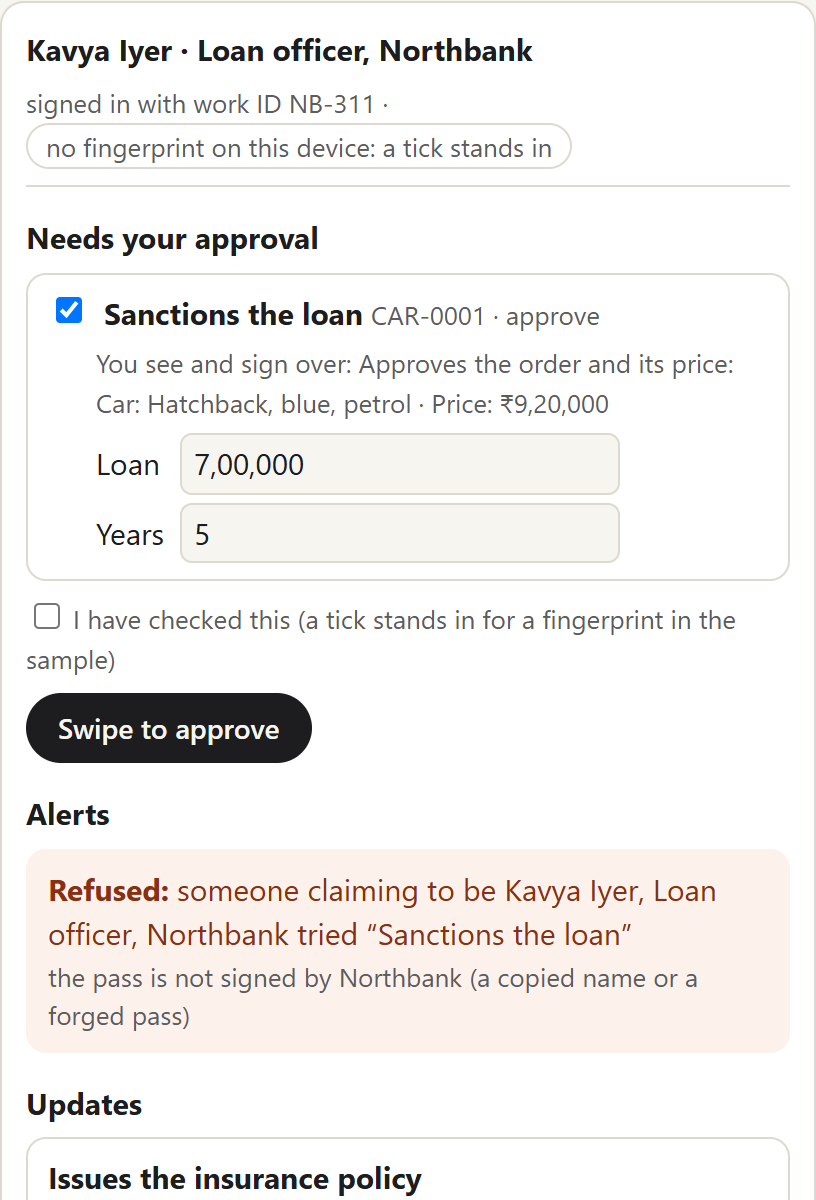 Kavya Iyer · Loan officer, Northbank
signed in with work ID NB-311 ·
no fingerprint on this device: a tick stands in
Needs your approval
Sanctions the loan CAR-0001 · approve
You see and sign over: Approves the order and its price:
Car: Hatchback, blue, petrol · Price: ₹9,20,000
Loan 7,00,000
Years 5
I have checked this (a tick stands in for a fingerprint in the
sample)
Swipe to approve
Alerts
Refused: someone claiming to be Kavya Iyer, Loan
officer, Northbank tried “Sanctions the loan”
the pass is not signed by Northbank (a copied name or a
forged pass)
Updates
Issues the insurance policy